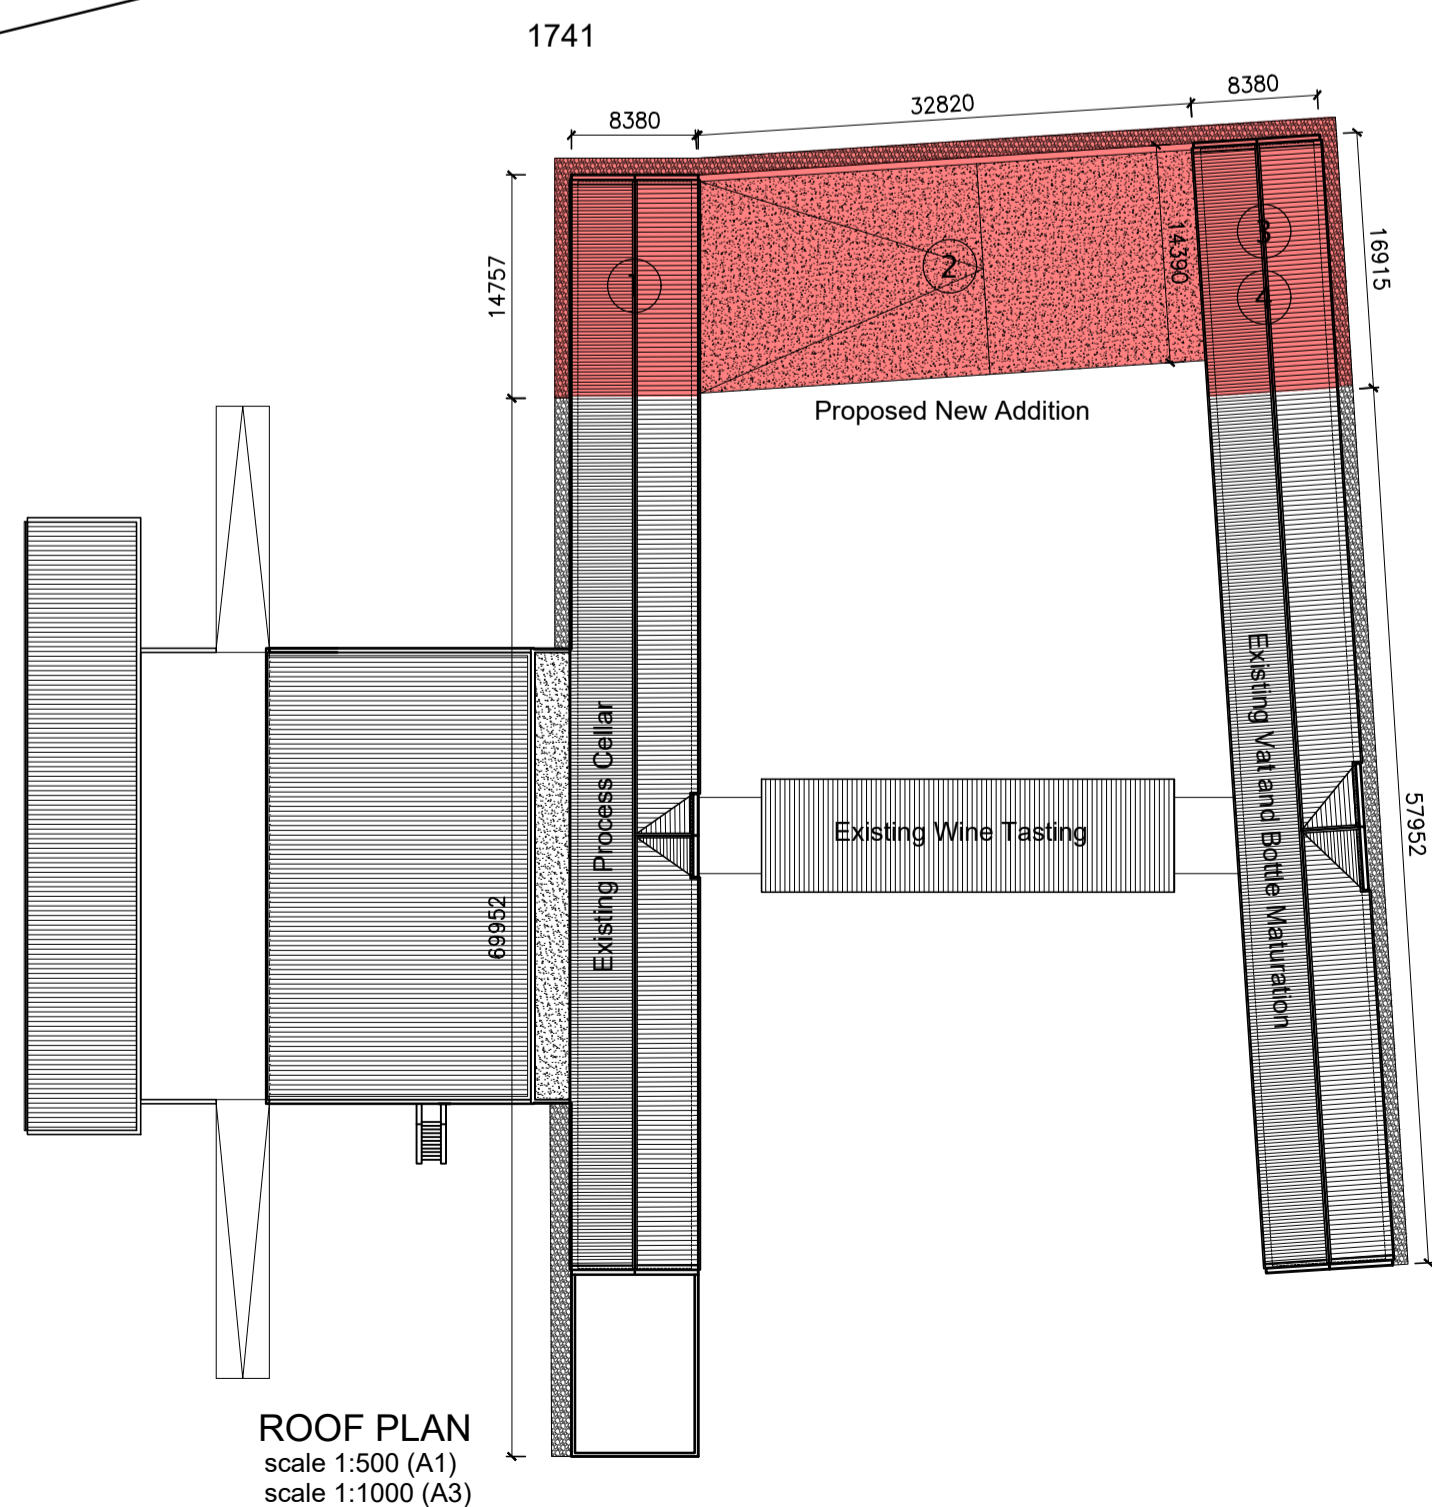 1741
8380
32820
8380
14757
1
2
14390
3
4
16915
Proposed New Addition
Existing Process Cellar
Existing Wine Tasting
Existing Vat and Bottle Maturation
57952
69952
ROOF PLAN
scale 1:500 (A1)
scale 1:1000 (A3)